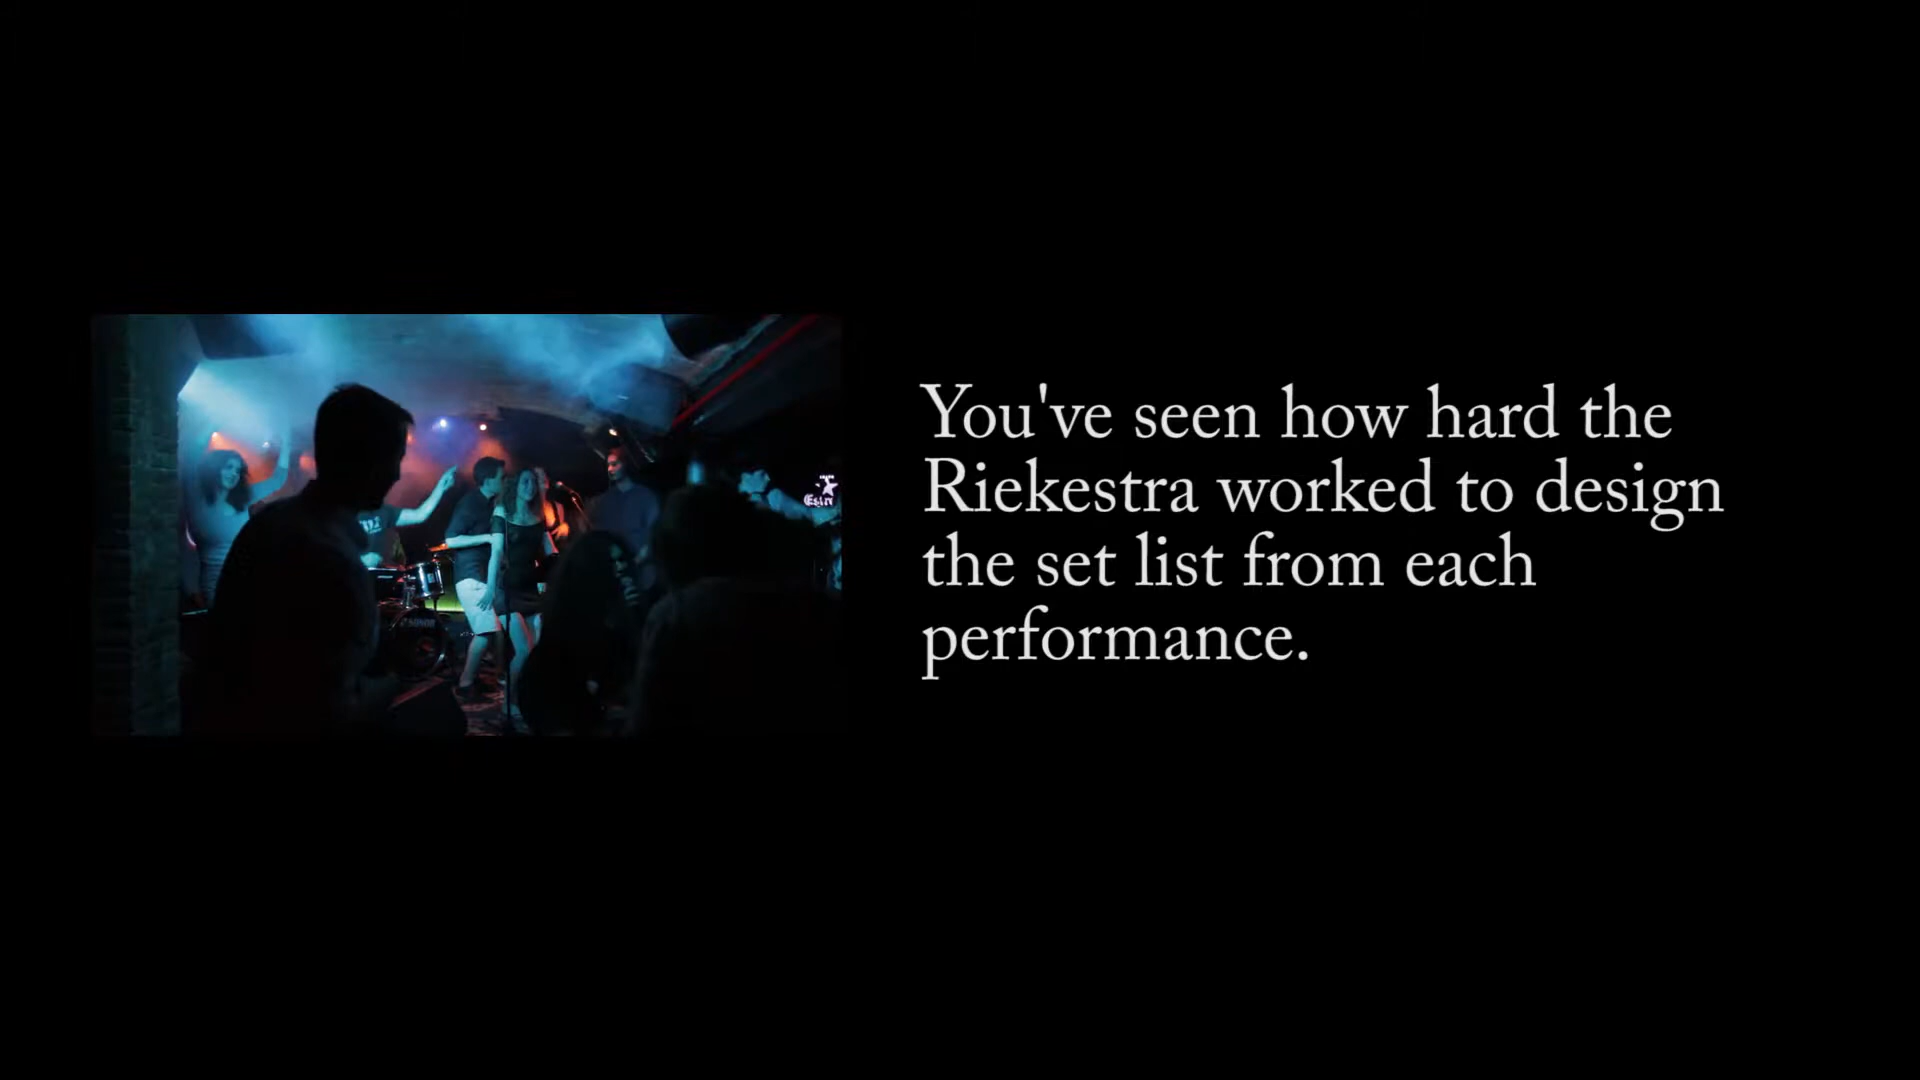 You've seen how hard the
Riekestra worked to design
the set list from each
performance.